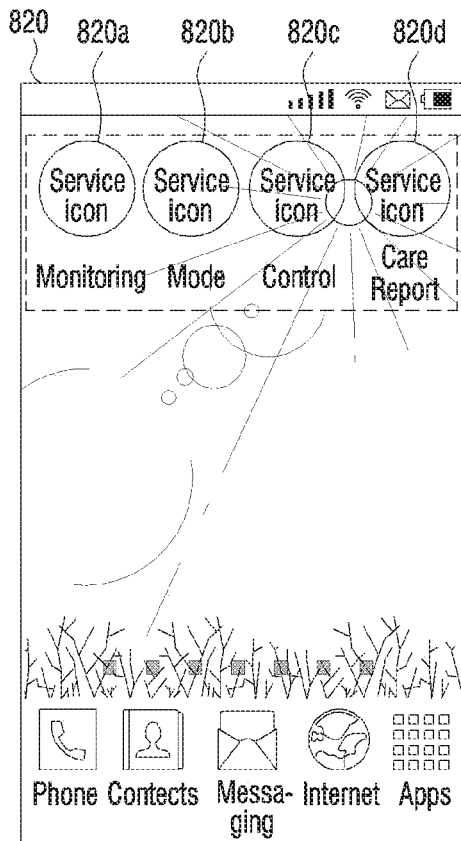 820 820a 820b 820c 820d
Service Service Service Service
icon icon icon icon
Monitoring Mode Control Care
Report
Phone Contects Messa- Internet Apps
ging